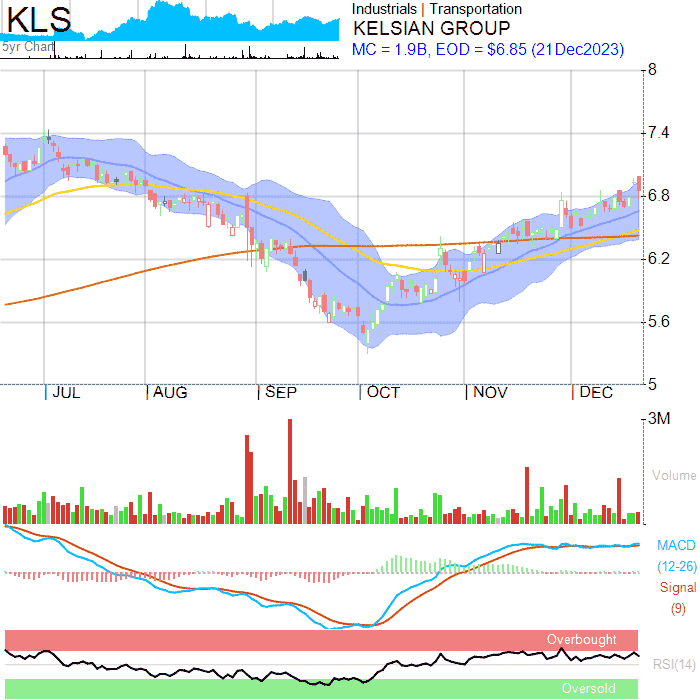 KLS
5yr Chart
Industrials | Transportation
KELSIAN GROUP
MC = 1.9B, EOD = $6.85 (21Dec2023)
8
7.4
6.8
6.2
5.6
5
JUL AUG SEP OCT NOV DEC
3M
Volume
MACD
(12-26)
Signal
(9)
Overbought
RSI(14)
Oversold